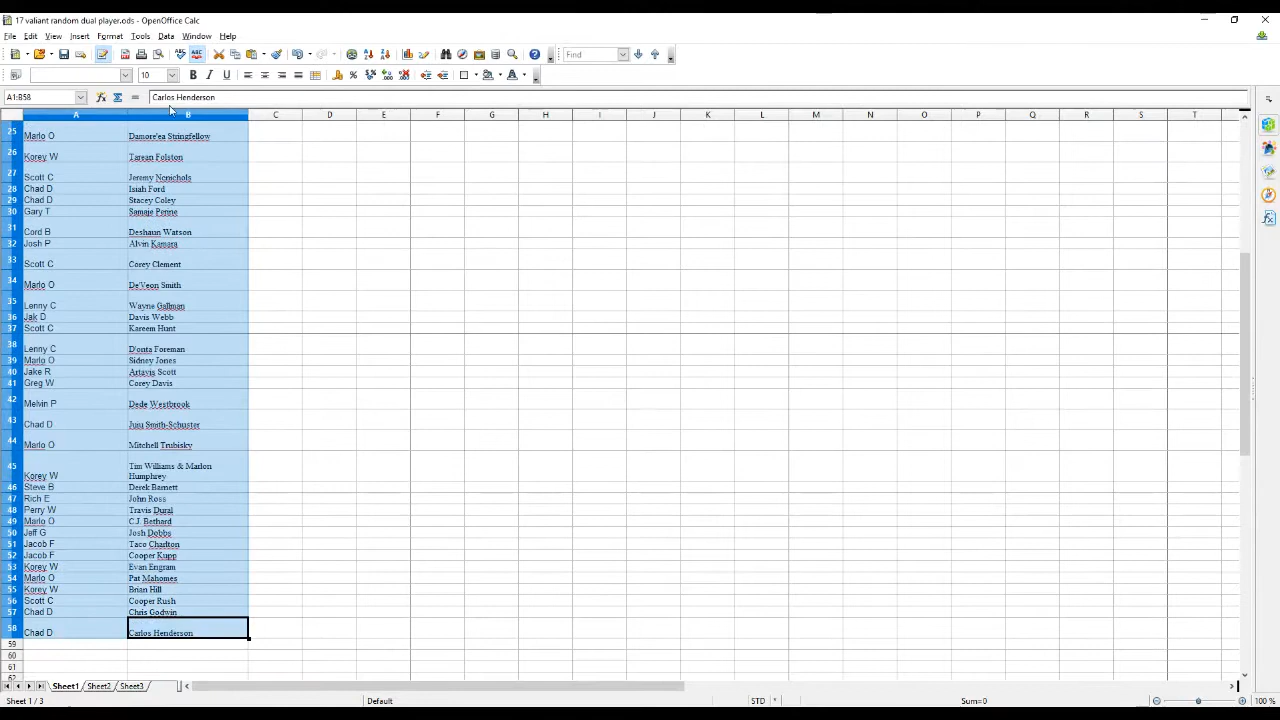 17 valiant random dual player.ods - OpenOffice Calc
File Edit View Insert Format Tools Data Window Help
Find
10
A1:B58 Carlos Henderson
A B C D E F G H I J K L M N O P Q R S T
25 Marlo O Damore'ea Stringfellow
26 Korey W Tarean Folston
27 Scott C Jeremy Ncnichols
28 Chad D Isiah Ford
29 Chad D Stacey Coley
30 Gary T Samaje Perine
31 Cord B Deshaun Watson
32 Josh P Alvin Kamara
33 Scott C Corey Clement
34 Marlo O De'Veon Smith
35 Lenny C Wayne Gallman
36 Jak D Davis Webb
37 Scott C Kareem Hunt
38 Lenny C D'onta Foreman
39 Marlo O Sidney Jones
40 Jake R Artavis Scott
41 Greg W Corey Davis
42 Melvin P Dede Westbrook
43 Chad D Juju Smith-Schuster
44 Marlo O Mitchell Trubisky
45 Korey W Tim Williams & Marlon
Humphrey
46 Steve B Derek Barnett
47 Rich E John Ross
48 Perry W Travis Dural
49 Marlo O C.J. Bethard
50 Jeff G Josh Dobbs
51 Jacob F Taco Charlton
52 Jacob F Cooper Kupp
53 Korey W Evan Engram
54 Marlo O Pat Mahomes
55 Korey W Brian Hill
56 Scott C Cooper Rush
57 Chad D Chris Godwin
58 Chad D Carlos Henderson
59
60
61
62
Sheet1 Sheet2 Sheet3
Sheet 1 / 3 Default STD * Sum=0 100 %